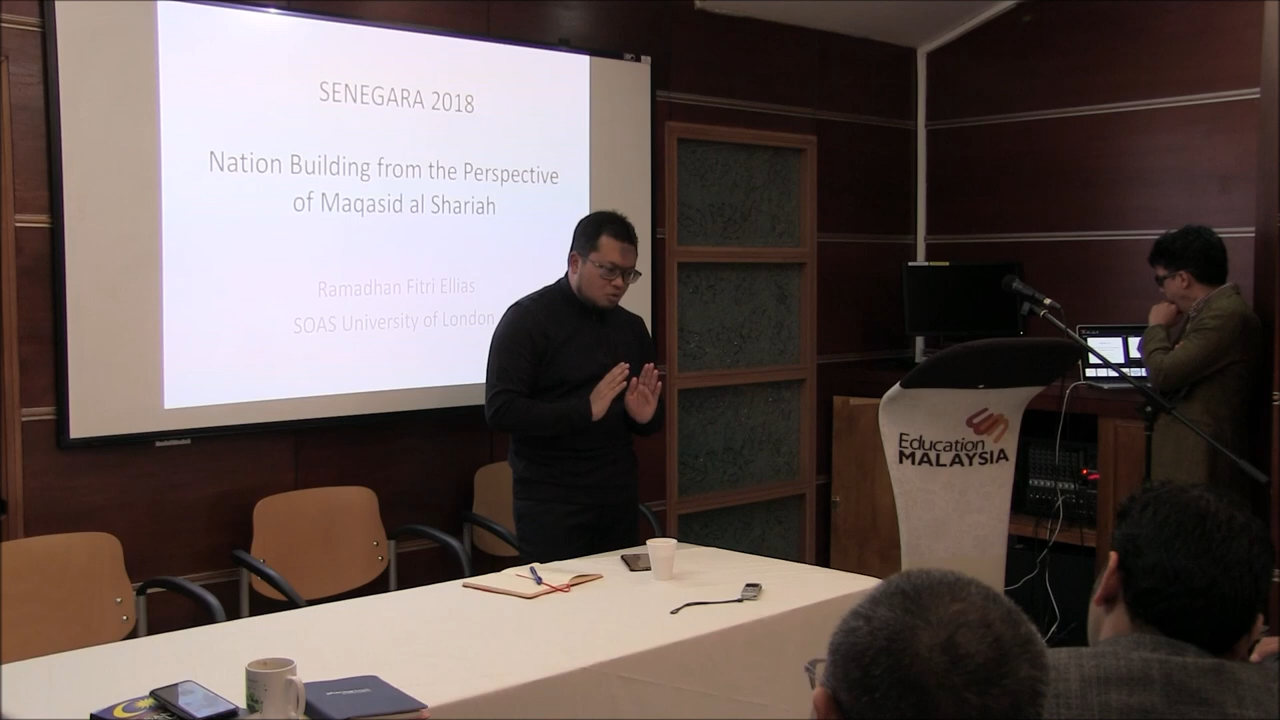 SENEGARA 2018
Nation Building from the Perspective
of Maqasid al Shariah
Ramadhan Fitri Ellias
SOAS University of London
Education
MALAYSIA